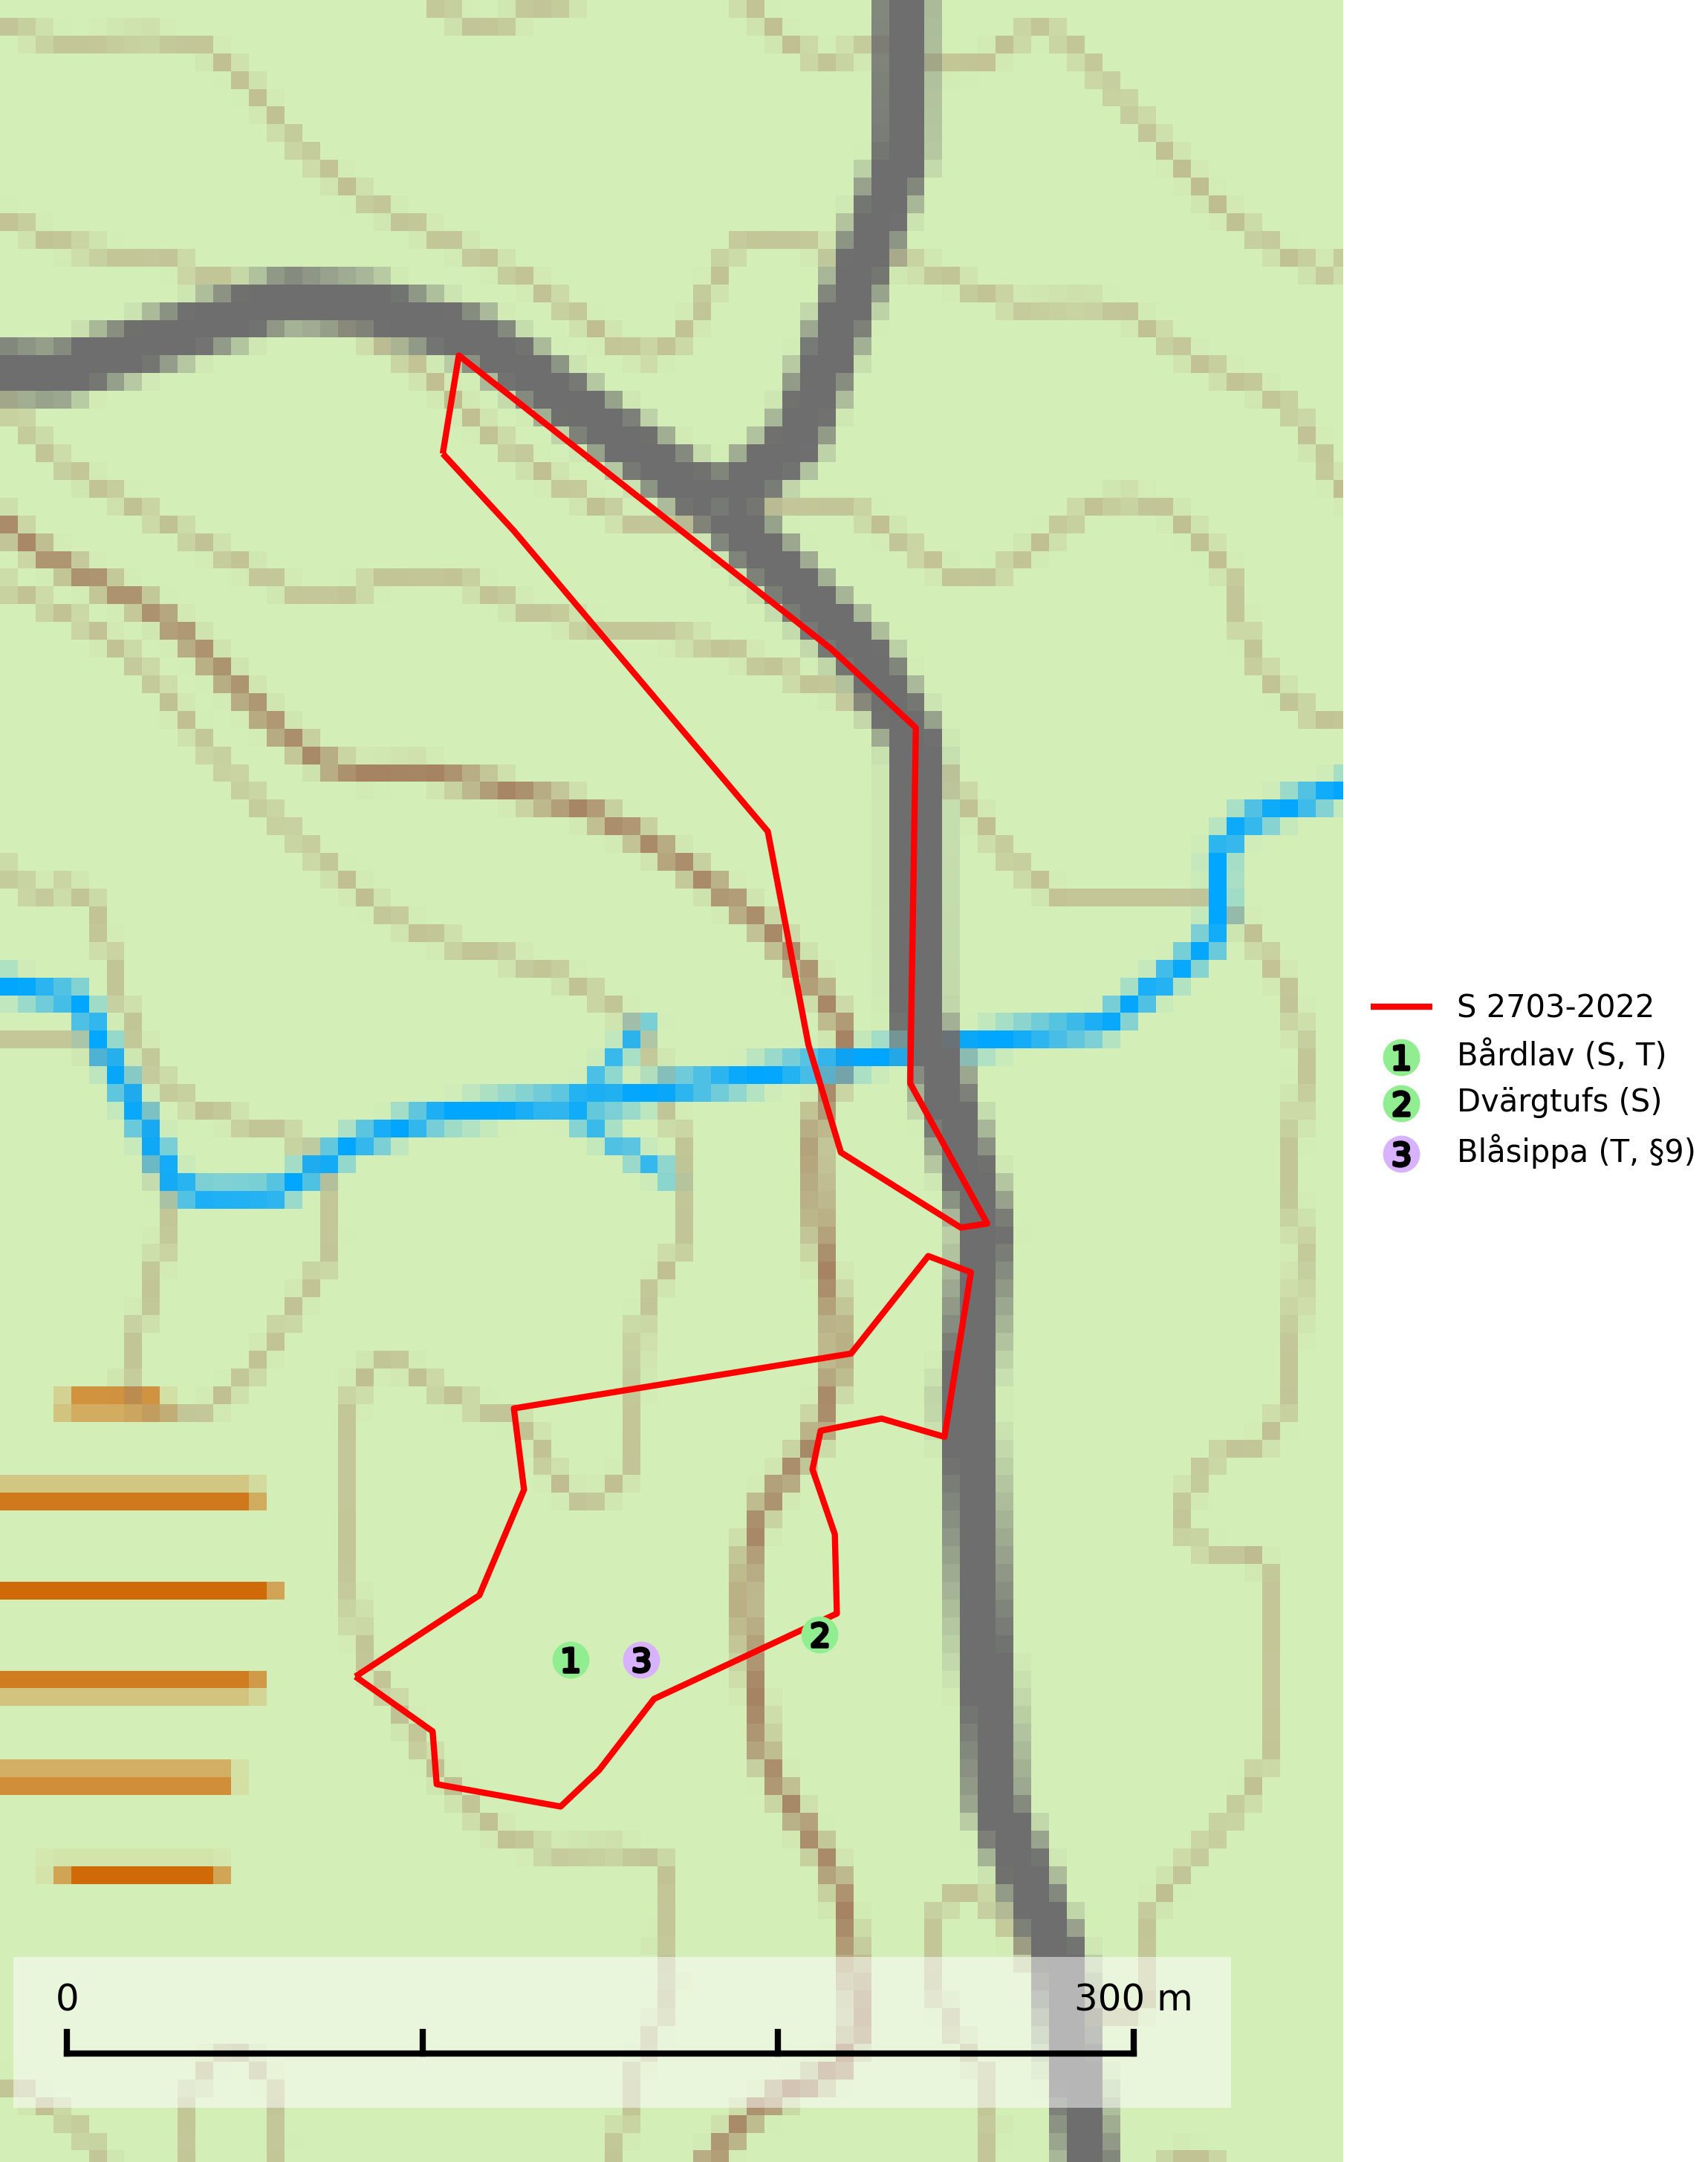 S 2703-2022
1 Bårdlav (S, T)
2 Dvärgtufs (S)
3 Blåsippa (T, §9)
1 3 2
0 300 m